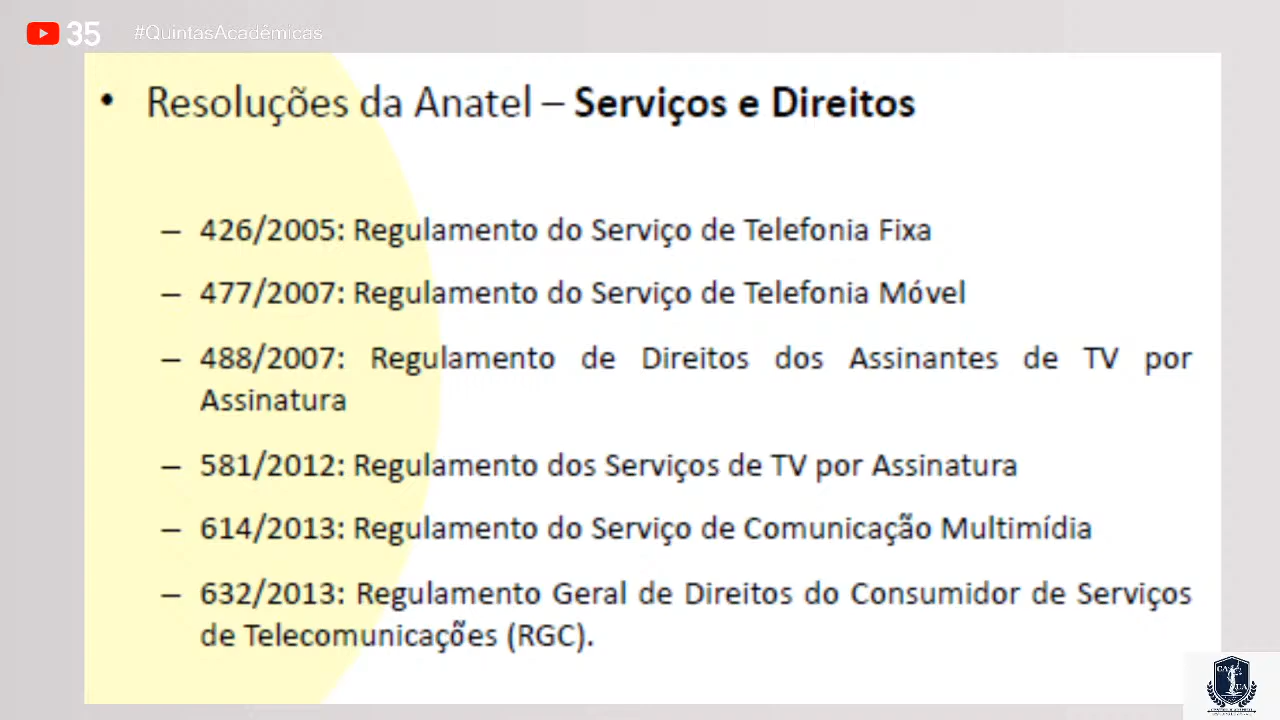 35 #QuintasAcadêmicas
• Resoluções da Anatel – Serviços e Direitos
– 426/2005: Regulamento do Serviço de Telefonia Fixa
– 477/2007: Regulamento do Serviço de Telefonia Móvel
– 488/2007: Regulamento de Direitos dos Assinantes de TV por
Assinatura
– 581/2012: Regulamento dos Serviços de TV por Assinatura
– 614/2013: Regulamento do Serviço de Comunicação Multimídia
– 632/2013: Regulamento Geral de Direitos do Consumidor de Serviços
de Telecomunicações (RGC).